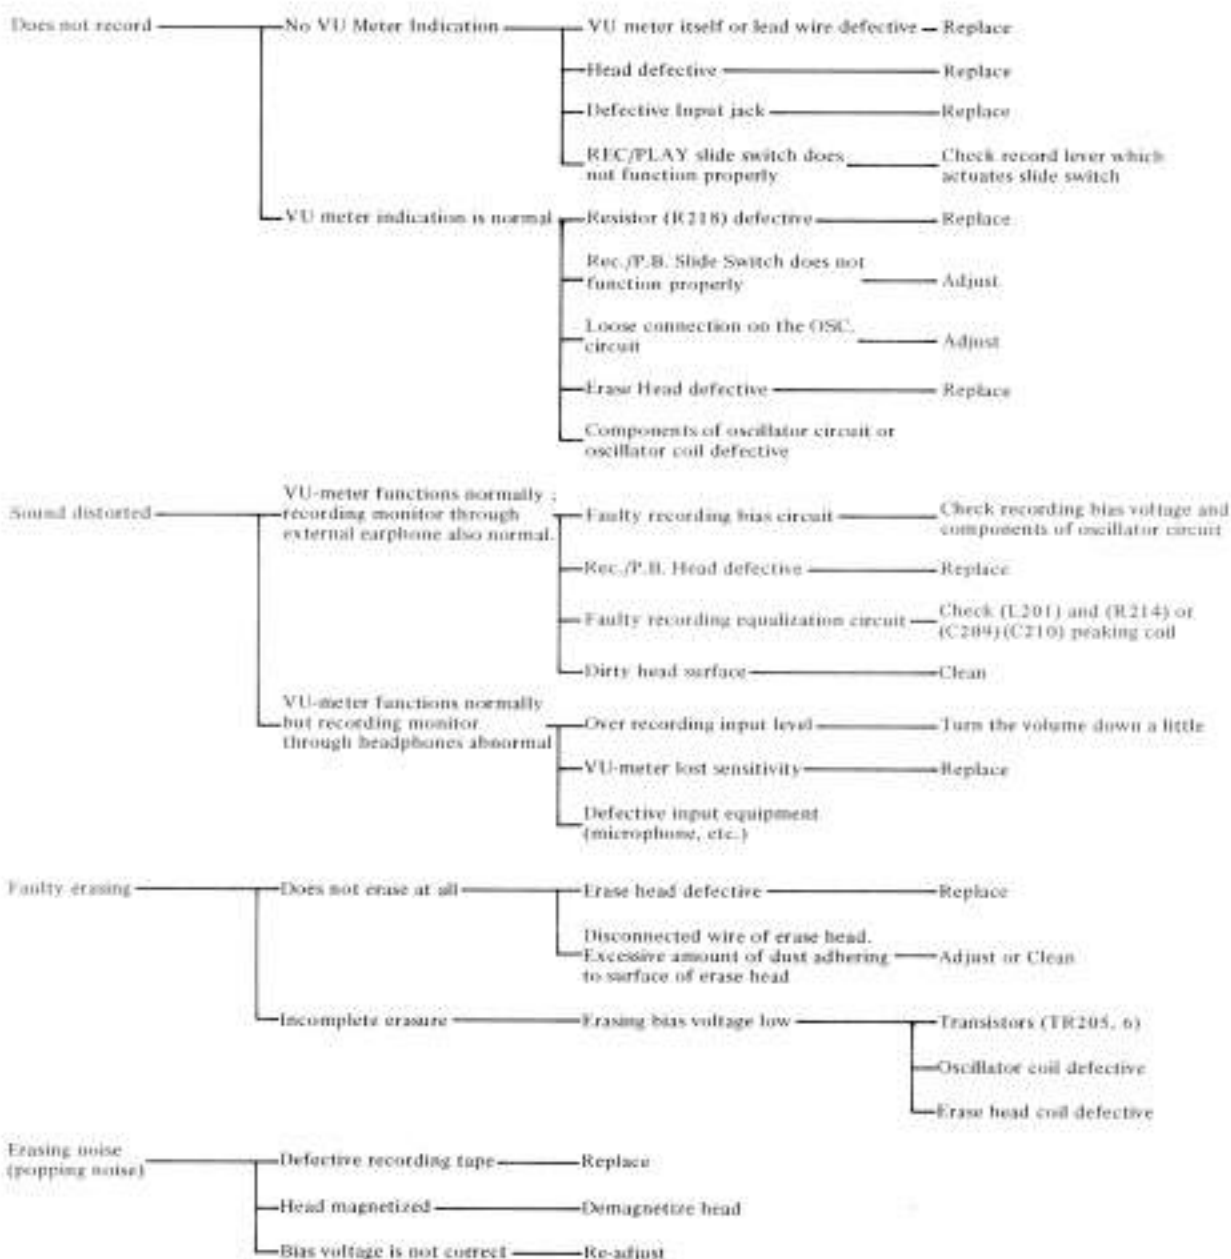 Does not record
No VU Meter Indication
VU meter itself or lead wire defective
Replace
Head defective
Replace
Defective Input jack
Replace
REC/PLAY slide switch does
not function properly
Check record lever which
actuates slide switch
VU meter indication is normal
Resistor (R218) defective
Replace
Rec./P.B. Slide Switch does not
function properly
Adjust
Loose connection on the OSC.
circuit
Adjust
Erase Head defective
Replace
Components of oscillator circuit or
oscillator coil defective
Sound distorted
VU-meter functions normally ;
recording monitor through
external earphone also normal.
Faulty recording bias circuit
Check recording bias voltage and
components of oscillator circuit
Rec./P.B. Head defective
Replace
Faulty recording equalization circuit
Check (L201) and (R214) or
(C209) (C210) peaking coil
Dirty head surface
Clean
VU-meter functions normally
but recording monitor
through headphones abnormal
Over recording input level
Turn the volume down a little
VU-meter lost sensitivity
Replace
Defective input equipment
(microphone, etc.)
Faulty erasing
Does not erase at all
Erase head defective
Replace
Disconnected wire of erase head.
Excessive amount of dust adhering
to surface of erase head
Adjust or Clean
Incomplete erasure
Erasing bias voltage low
Transistors (TR205, 6)
Oscillator coil defective
Erase head coil defective
Erasing noise
(popping noise)
Defective recording tape
Replace
Head magnetized
Demagnetize head
Bias voltage is not correct
Re-adjust